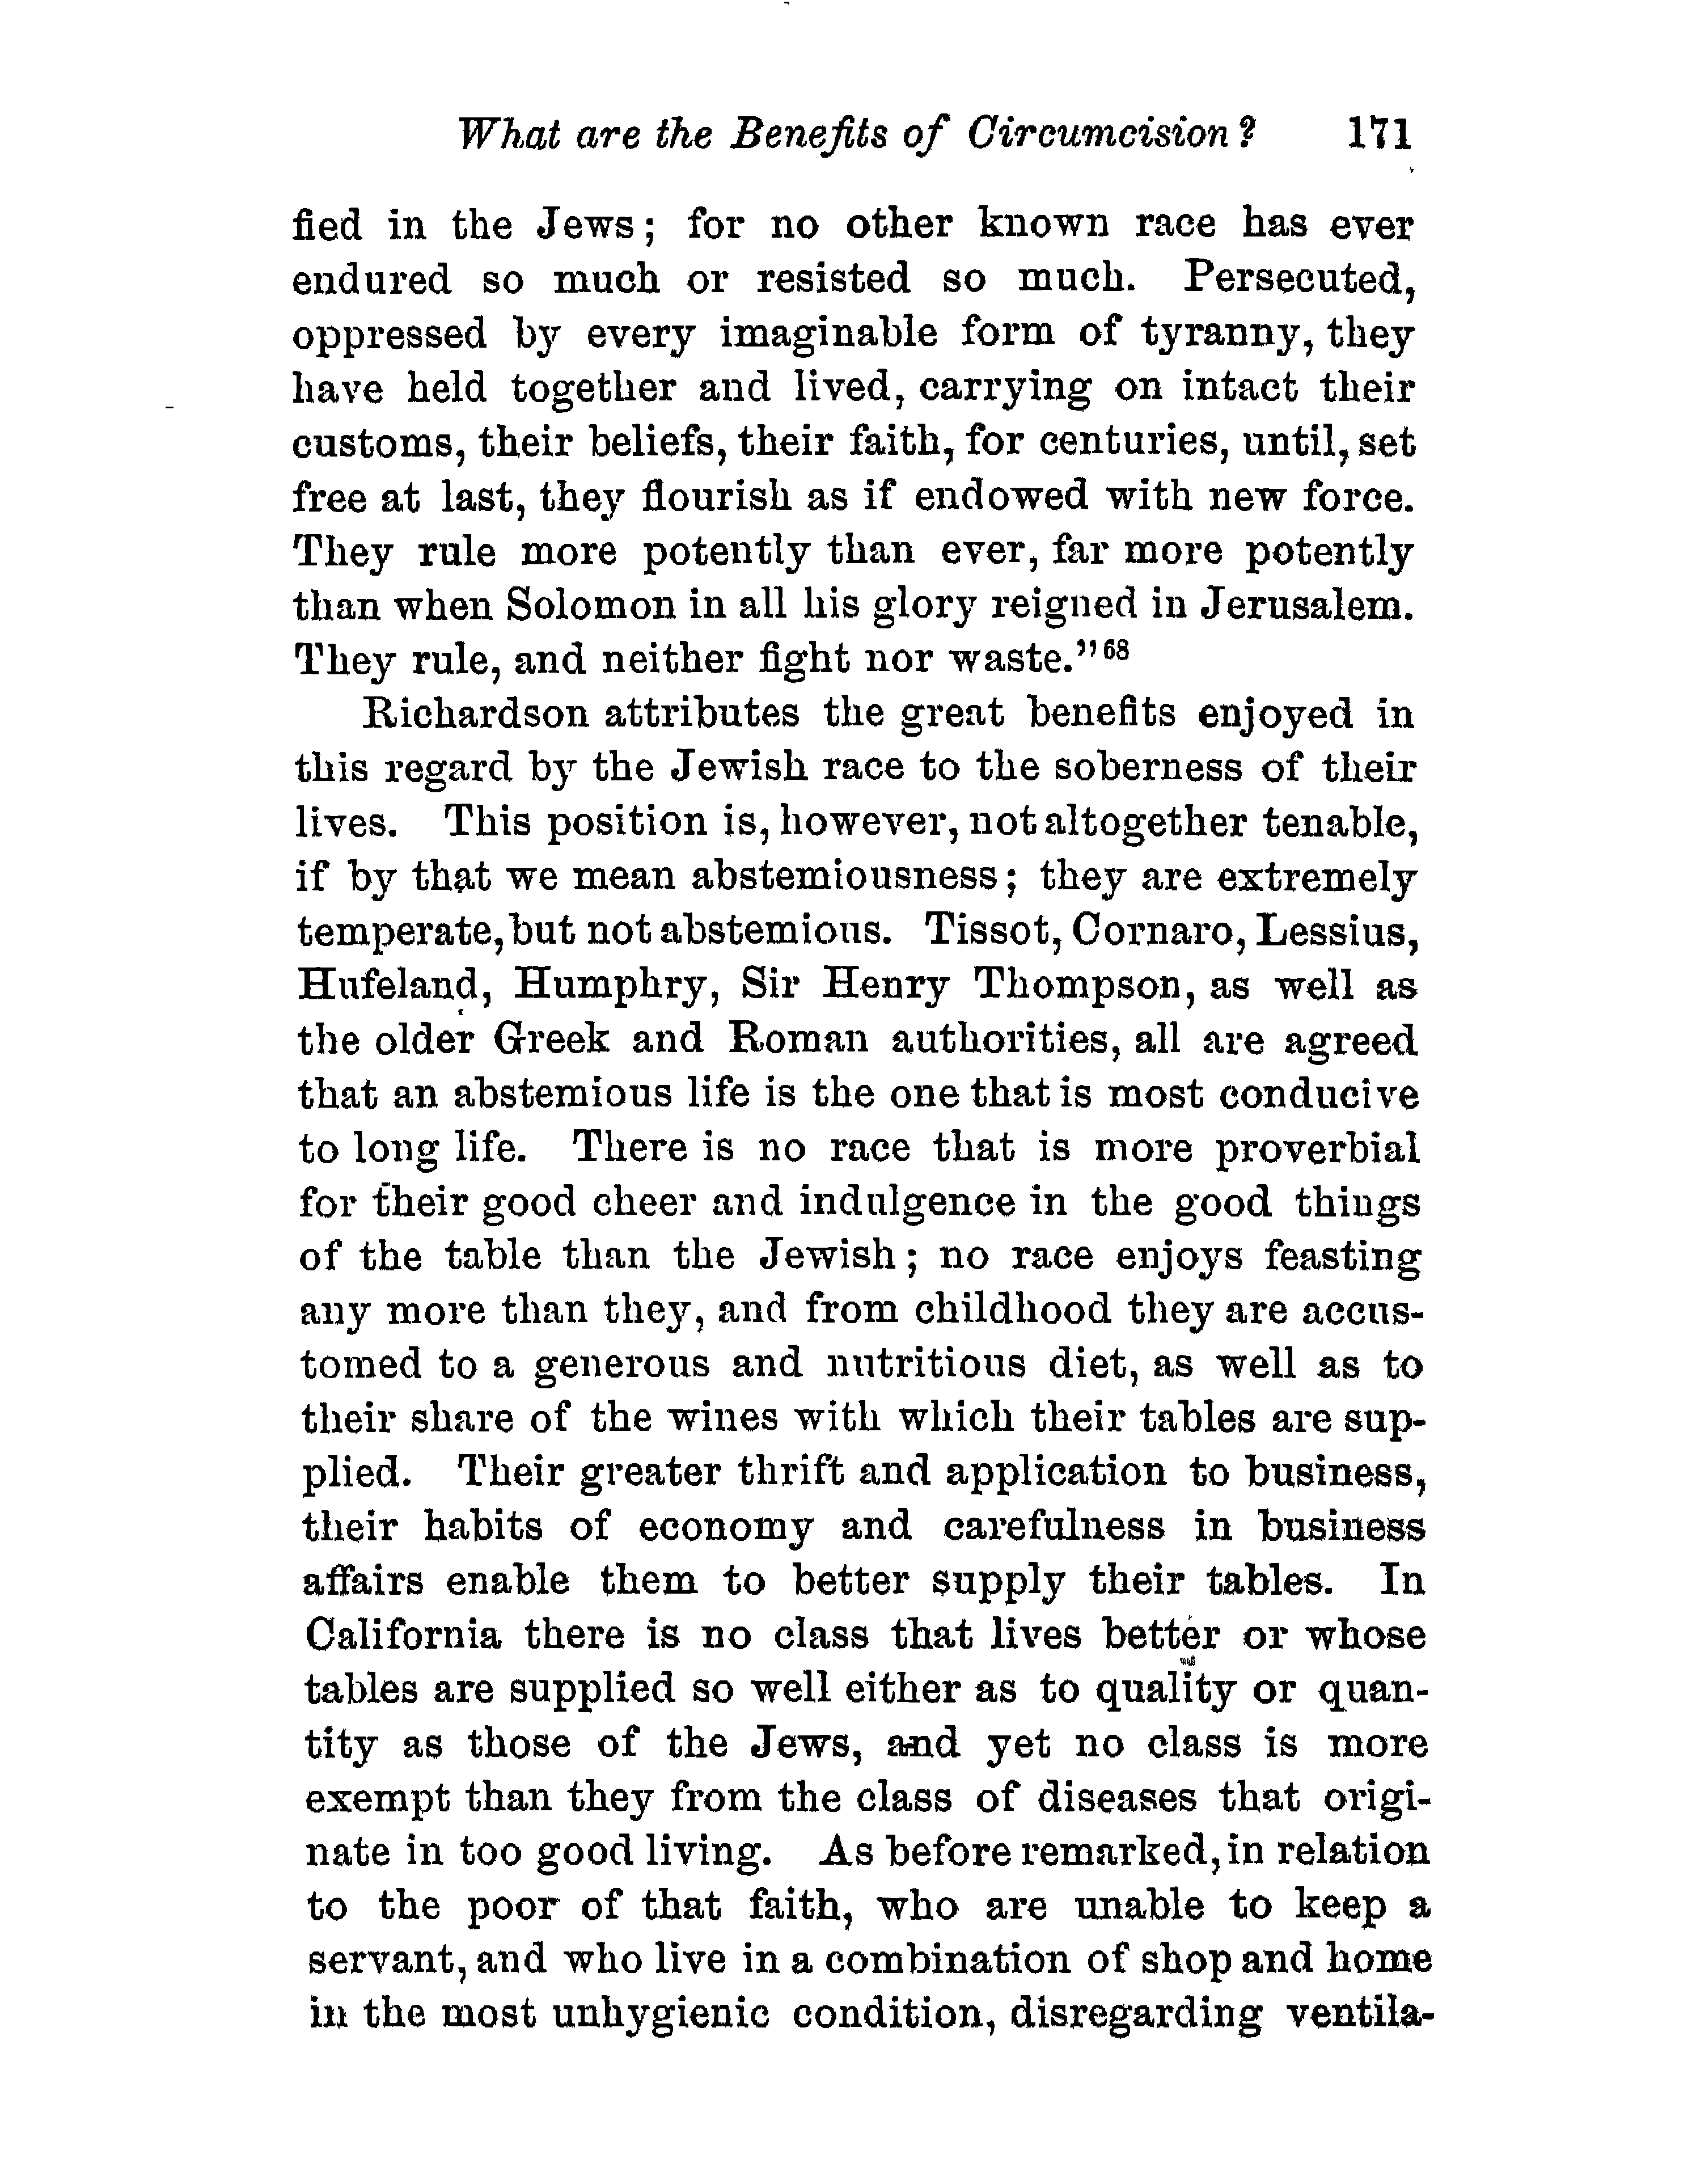 What are the Benefits of Circumcision? 171
fied in the Jews; for no other known race has ever
endured so much or resisted so much. Persecuted,
oppressed by every imaginable form of tyranny, they
have held together and lived, carrying on intact their
customs, their beliefs, their faith, for centuries, until, set
free at last, they flourish as if endowed with new force.
They rule more potently than ever, far more potently
than when Solomon in all his glory reigned in Jerusalem.
They rule, and neither fight nor waste."68
Richardson attributes the great benefits enjoyed in
this regard by the Jewish race to the soberness of their
lives. This position is, however, not altogether tenable,
if by that we mean abstemiousness; they are extremely
temperate, but not abstemious. Tissot, Cornaro, Lessius,
Hufeland, Humphry, Sir Henry Thompson, as well as
the older Greek and Roman authorities, all are agreed
that an abstemious life is the one that is most conducive
to long life. There is no race that is more proverbial
for their good cheer and indulgence in the good things
of the table than the Jewish; no race enjoys feasting
any more than they, and from childhood they are accus-
tomed to a generous and nutritious diet, as well as to
their share of the wines with which their tables are sup-
plied. Their greater thrift and application to business,
their habits of economy and carefulness in business
affairs enable them to better supply their tables. In
California there is no class that lives better or whose
tables are supplied so well either as to quality or quan-
tity as those of the Jews, and yet no class is more
exempt than they from the class of diseases that origi-
nate in too good living. As before remarked, in relation
to the poor of that faith, who are unable to keep a
servant, and who live in a combination of shop and home
in the most unhygienic condition, disregarding ventila-